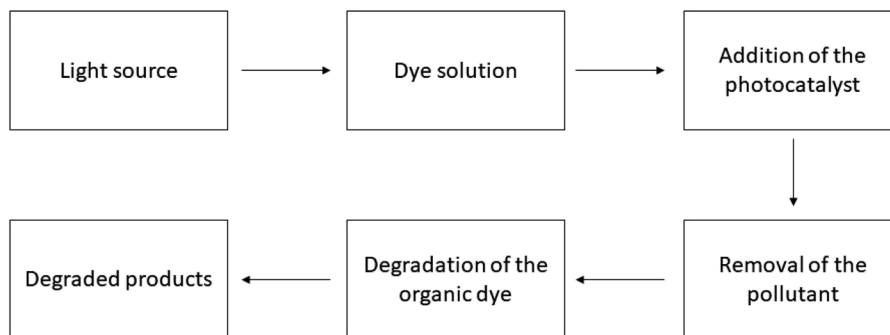 Light source
Dye solution
Addition of the
photocatalyst
Removal of the
pollutant
Degradation of the
organic dye
Degraded products